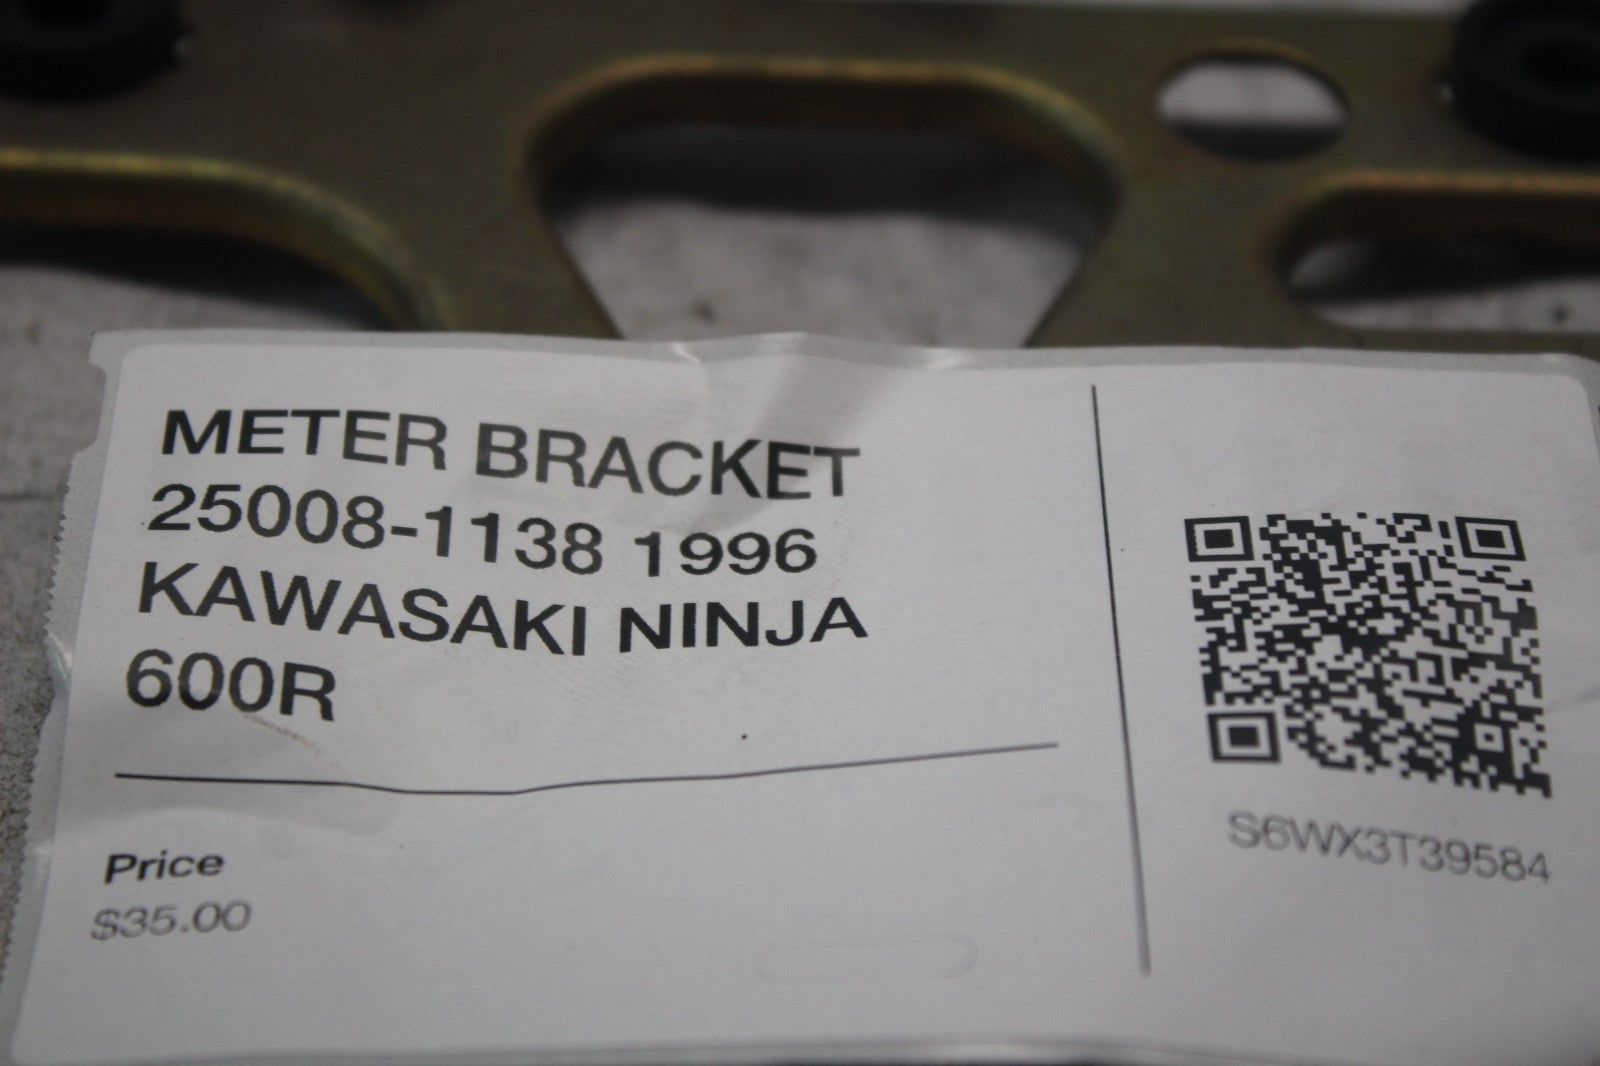 METER BRACKET
25008-1138 1996
KAWASAKI NINJA
600R
Price
$35.00
S6WX3T39584